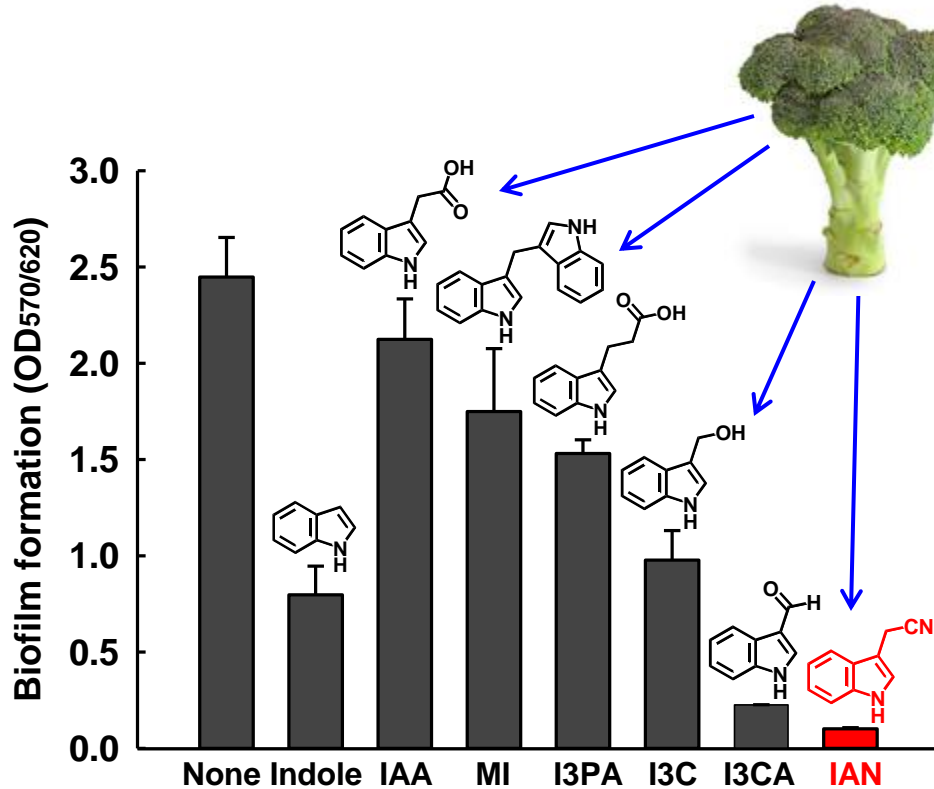 Biofilm formation (OD570/620)
3.0
2.5
2.0
1.5
1.0
0.5
0.0
OH
O
N
H
NH
N
H
O
OH
N
H
OH
N
H
N
H
O
H
N
H
CN
N
H
None Indole IAA MI I3PA I3C I3CA IAN